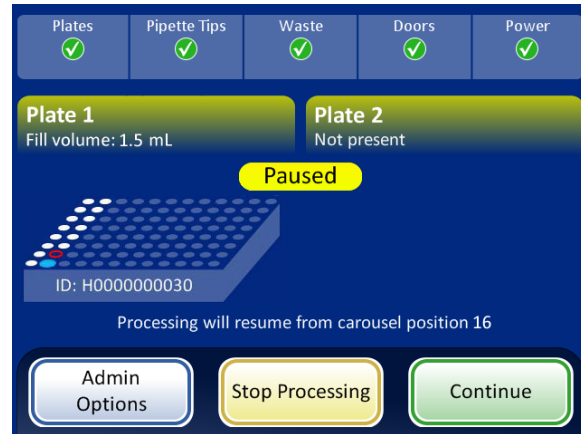 Plates
Pipette Tips
Waste
Doors
Power
Plate 1
Fill volume: 1.5 mL
Plate 2
Not present
Paused
ID: H0000000030
Processing will resume from carousel position 16
Admin
Options
Stop Processing
Continue